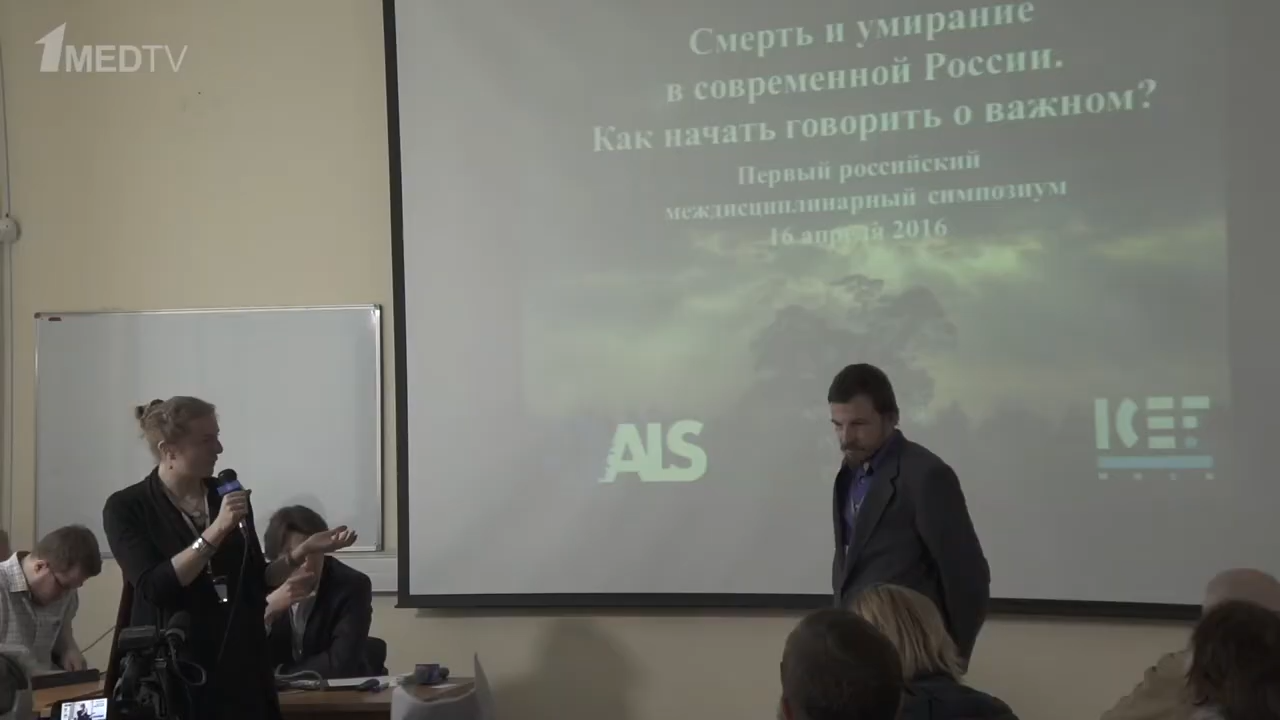 1MEDTV
Смерть и умирание
в современной России.
Как начать говорить о важном?
Первый российский
междисциплинарный симпозиум
16 апреля 2016
ALS